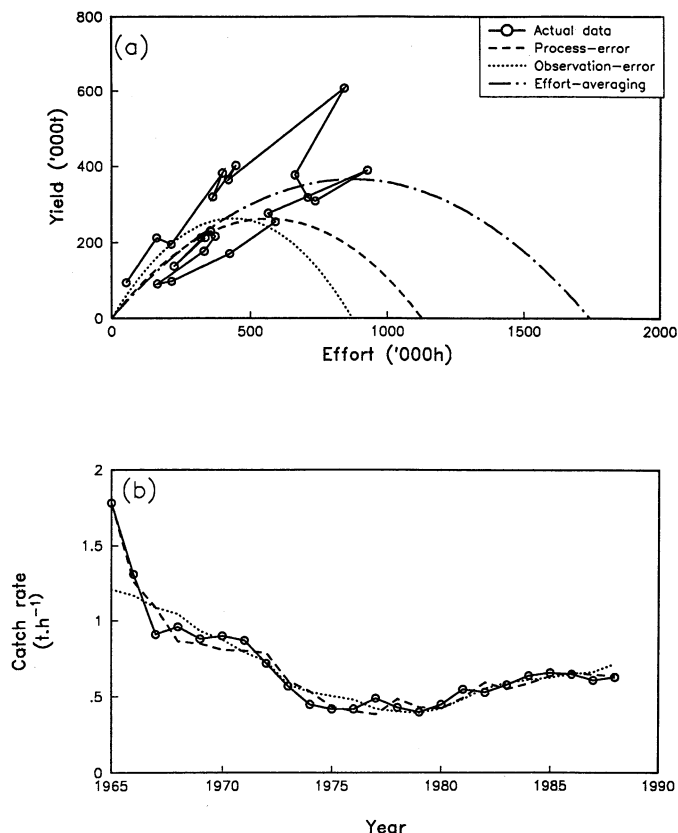 800
(a)
Actual data
Process-error
Observation-error
Effort-averaging
600
400
200
0
Yield ('000t)
0 500 1000 1500 2000
Effort ('000h)
2
(b)
1.5
1
.5
0
Catch rate
(t.h⁻¹)
1965 1970 1975 1980 1985 1990
Year